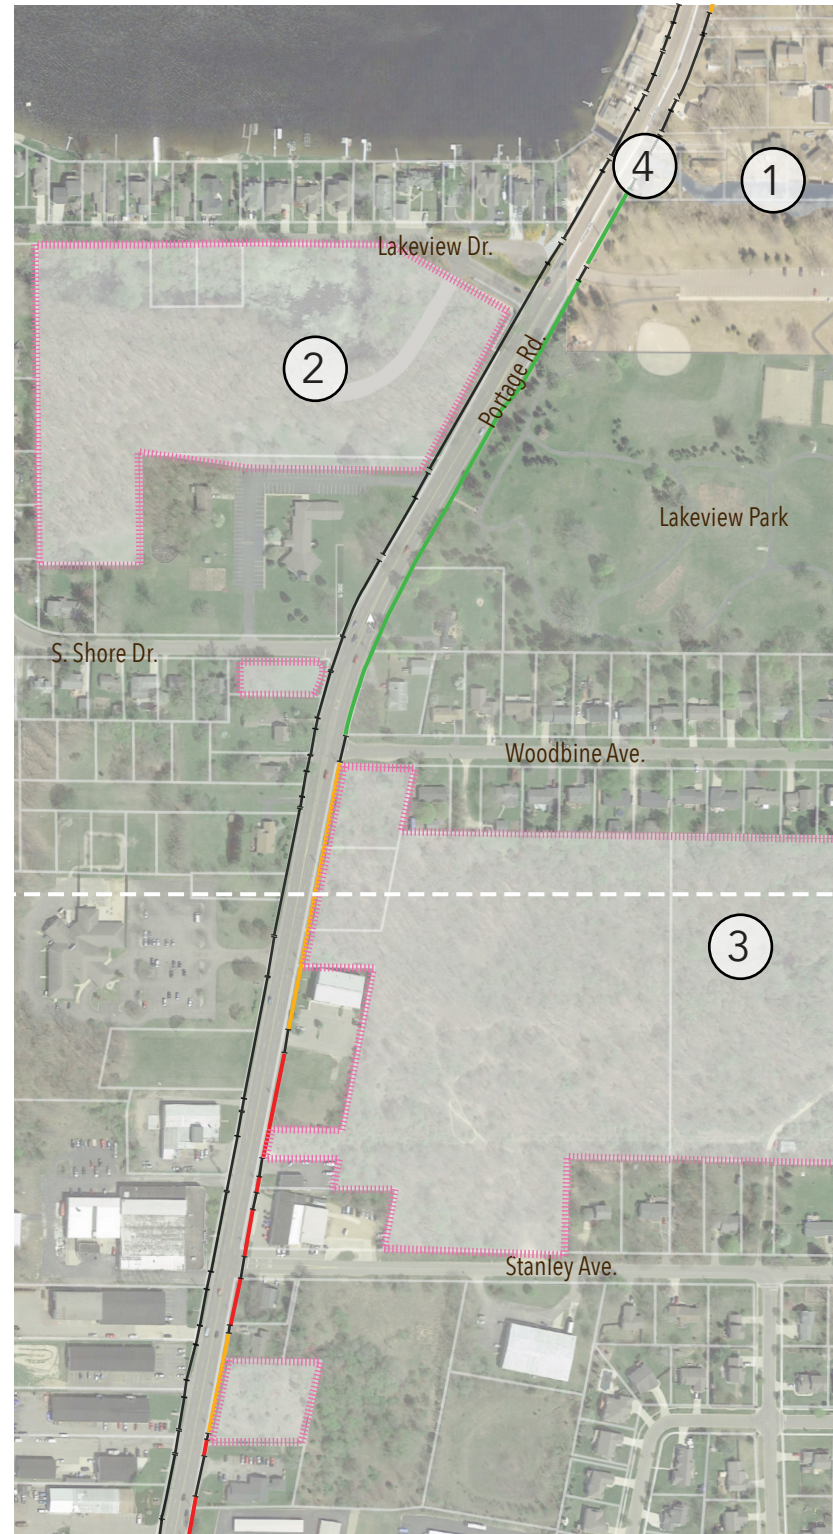 4
1
Lakeview Dr.
2
Portage Rd.
Lakeview Park
S. Shore Dr.
Woodbine Ave.
3
Stanley Ave.